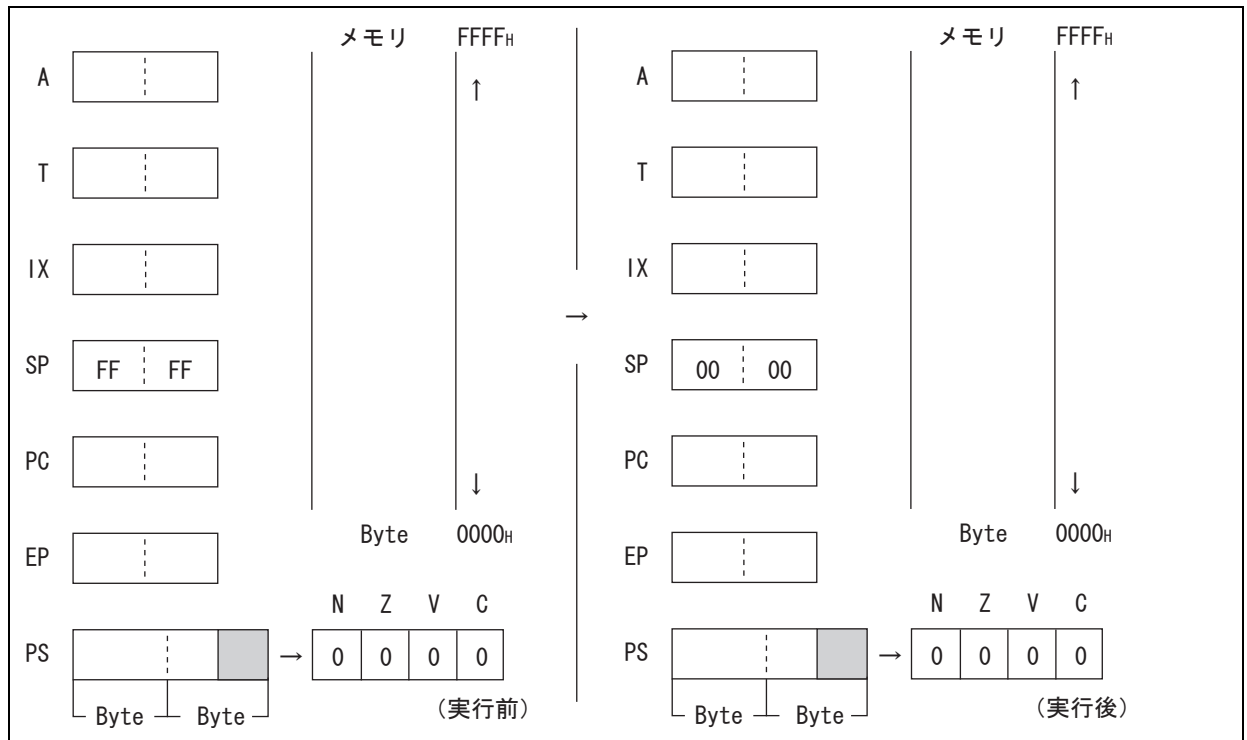 メモリ FFFFH
A
↑
T
IX
SP FF FF
PC
↓
Byte 0000H
EP
N Z V C
PS → 0 0 0 0
Byte Byte
(実行前)
→
メモリ FFFFH
A
↑
T
IX
SP 00 00
PC
↓
Byte 0000H
EP
N Z V C
PS → 0 0 0 0
Byte Byte
(実行後)